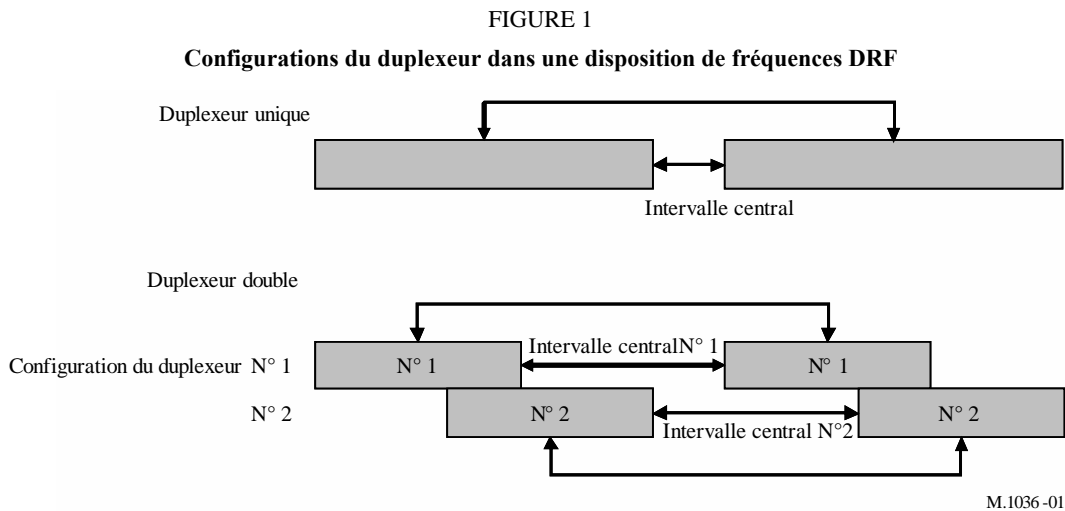 FIGURE 1
Configurations du duplexeur dans une disposition de fréquences DRF
Duplexeur unique
Intervalle central
Duplexeur double
Intervalle central N° 1
Configuration du duplexeur N° 1
N° 1
N° 1
N° 2
N° 2
N° 2
Intervalle central N°2
M.1036-01